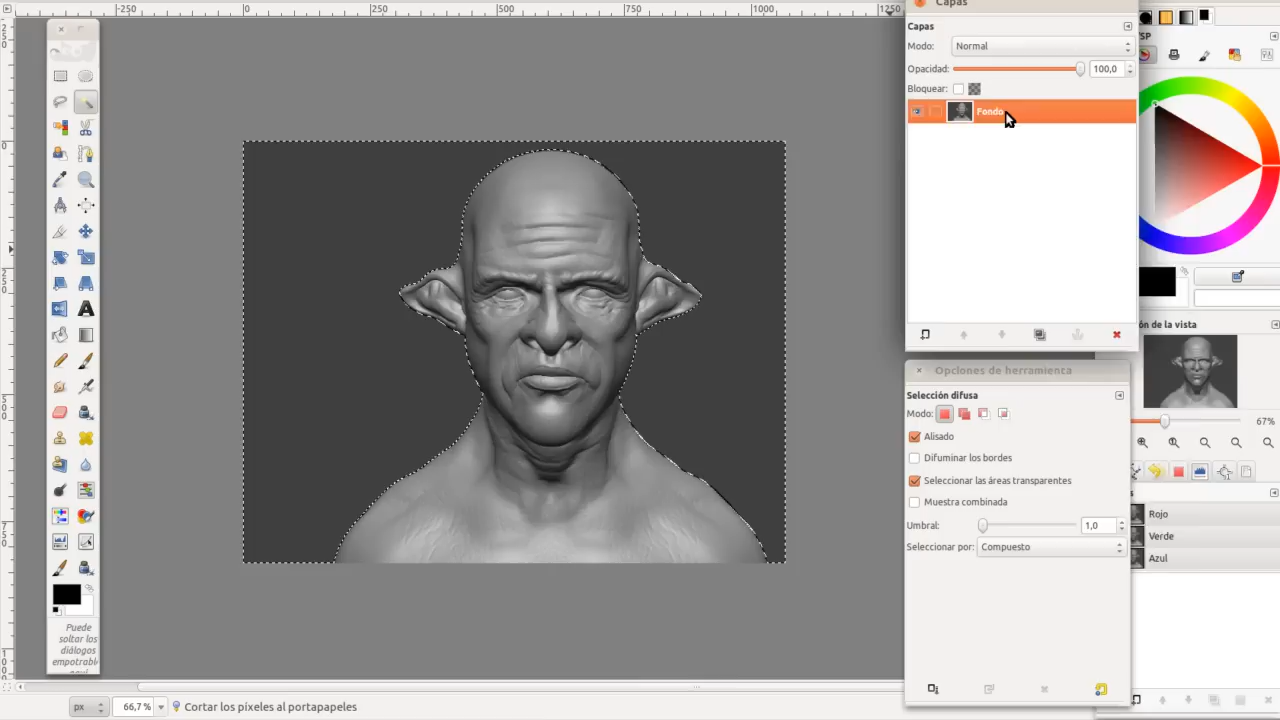 -250
0
250
500
750
1000
1250
Capas
Capas
Modo:
Normal
Opacidad:
100,0
Bloquear:
Fondo
ón de la vista
67%
Opciones de herramienta
Selección difusa
Modo:
Alisado
Difuminar los bordes
Seleccionar las áreas transparentes
Muestra combinada
Umbral:
1,0
Seleccionar por:
Compuesto
Rojo
Verde
Azul
Puede
soltar los
diálogos
empotrabl
aquí
px
66,7%
Cortar los píxeles al portapapeles